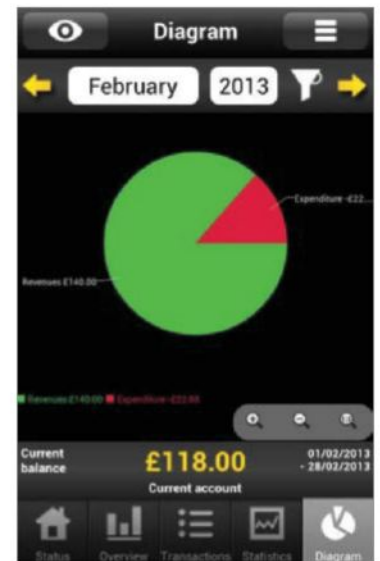 Diagram
February 2013
Expenditure -£22...
Revenues £140.00
Revenues £140.00 Expenditure -£22.00
Current balance
£118.00
01/02/2013 - 28/02/2013
Current account
Status Overview Transactions Statistics Diagram